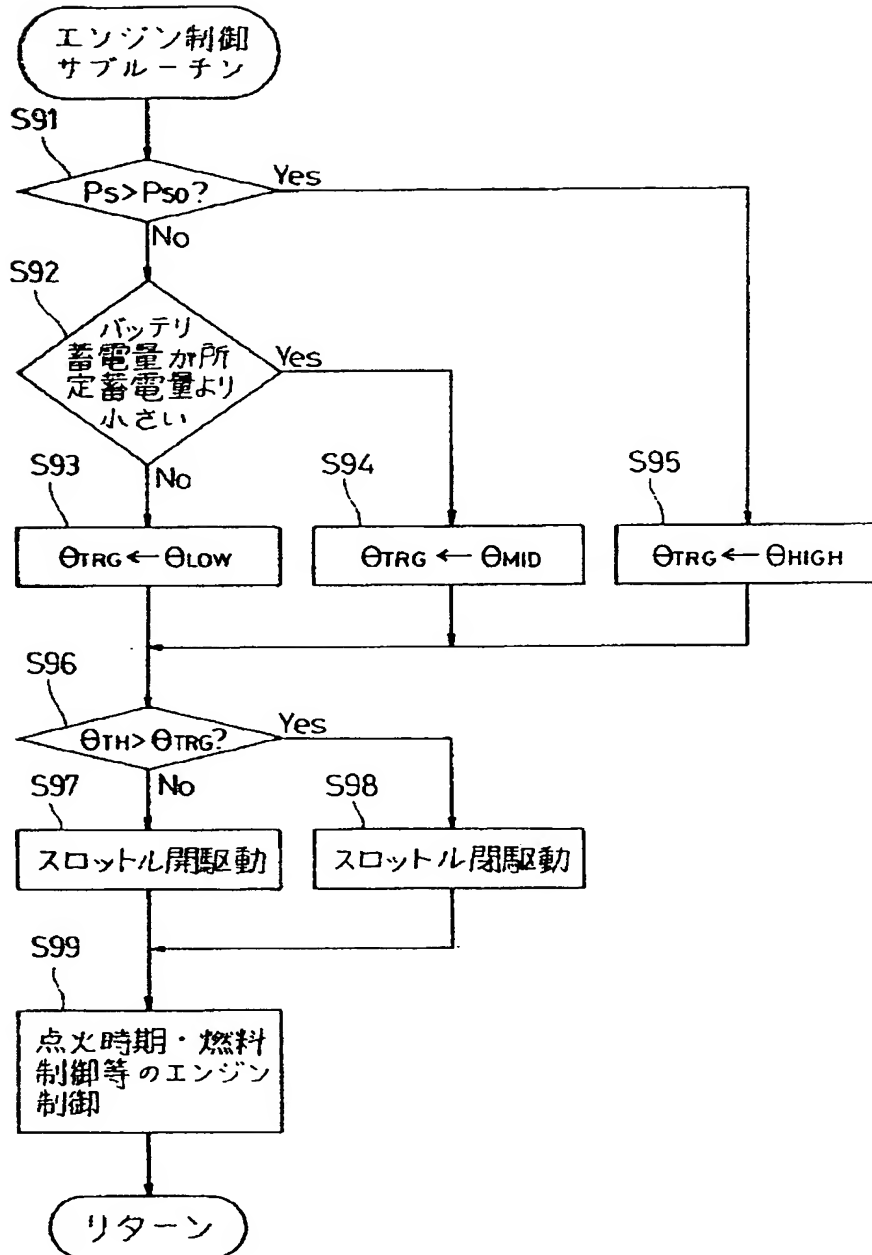 エンジン制御
サブルーチン
S91
PS>PS0?
Yes
No
S92
バッテリ
蓄電量が所
定蓄電量より
小さい
Yes
No
S93
ΘTRG←ΘLOW
S94
ΘTRG←ΘMID
S95
ΘTRG←ΘHIGH
S96
ΘTH>ΘTRG?
Yes
No
S97
スロットル開駆動
S98
スロットル閉駆動
S99
点火時期・燃料
制御等のエンジン
制御
リターン